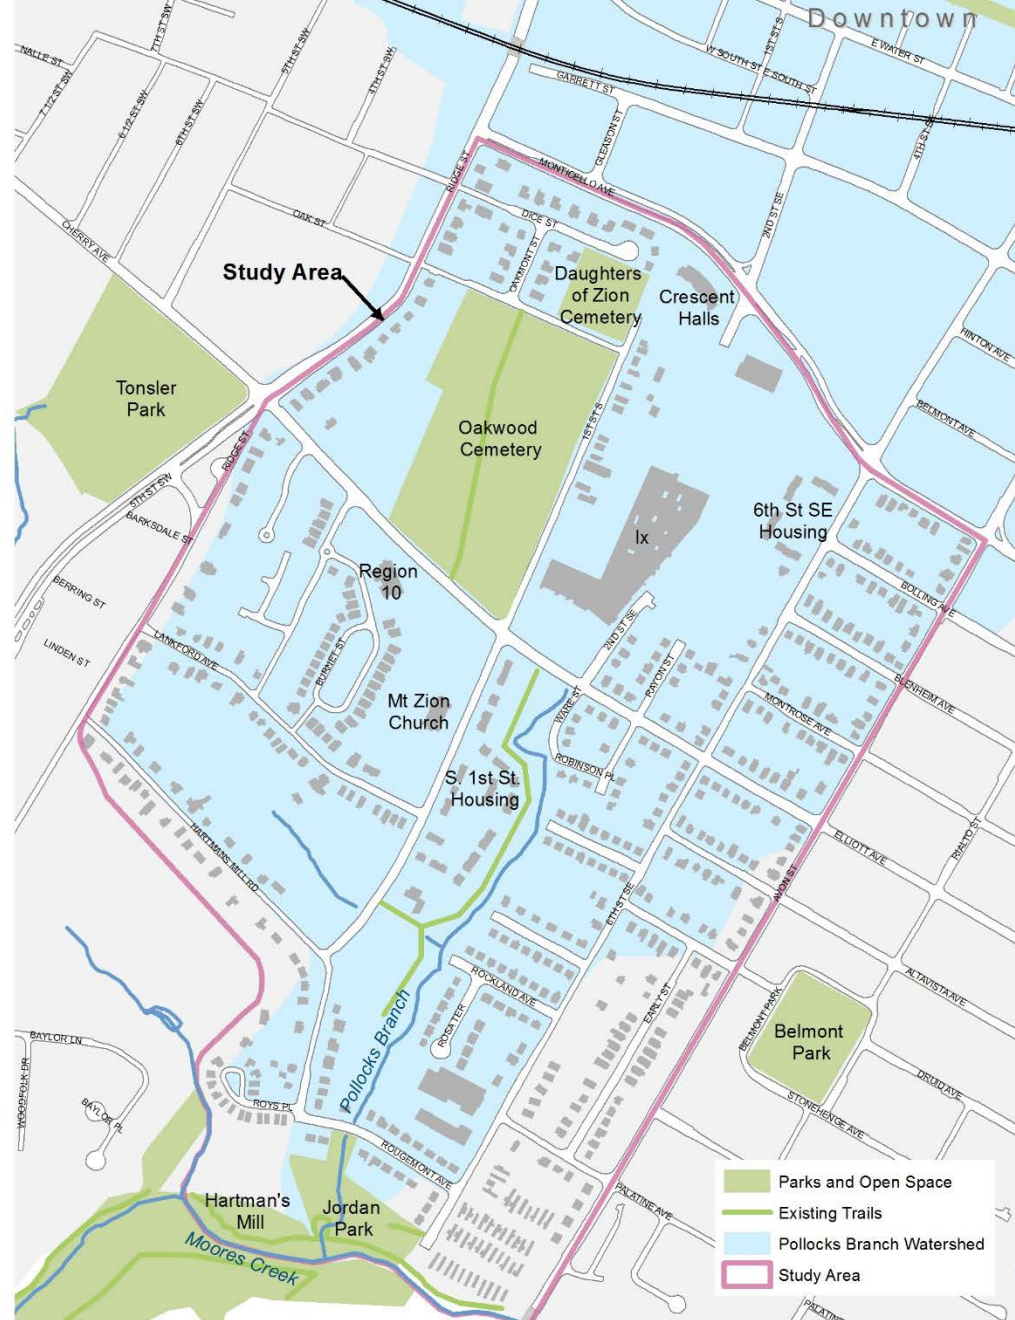 Downtown
7TH ST SW
5TH ST SW
4TH ST SW
NALLE ST
7 1/2 ST SW
6 1/2 ST SW
6TH ST SW
1ST ST S
W SOUTH ST
E SOUTH ST
E WATER ST
GARRETT ST
GLEASON ST
4TH ST SE
RIDGE ST
MONTICELLO AVE
2ND ST SE
OAK ST
DICE ST
OAKMONT ST
CHERRY AVE
Study Area
Daughters
of Zion
Cemetery
Crescent
Halls
HINTON AVE
Tonsler
Park
Oakwood
Cemetery
1ST ST S
BELMONT AVE
RIDGE ST
5TH ST SW
BARKSDALE ST
6th St SE
Housing
Ix
Region
10
BERRING ST
BOLLING AVE
LINDEN ST
LANKFORD AVE
BURNET ST
2ND ST SE
RAYON ST
BLENHEIM AVE
Mt Zion
Church
WARE ST
MONTROSE AVE
ROBINSON PL
S. 1st St.
Housing
HARTMANS MILL RD
ELLIOTT AVE
RIALTO ST
AVON ST
6TH ST SE
ROCKLAND AVE
ALTAVISTA AVE
EARLY ST
BELMONT PARK
Belmont
Park
ROSA TER
Pollocks Branch
BAYLOR LN
WOODFOLK DR
BAYLOR PL
ROYS PL
DRUID AVE
STONEHENGE AVE
ROUGEMONT AVE
Hartman's
Mill
Jordan
Park
Moores Creek
PALATINE AVE
Parks and Open Space
Existing Trails
Pollocks Branch Watershed
Study Area